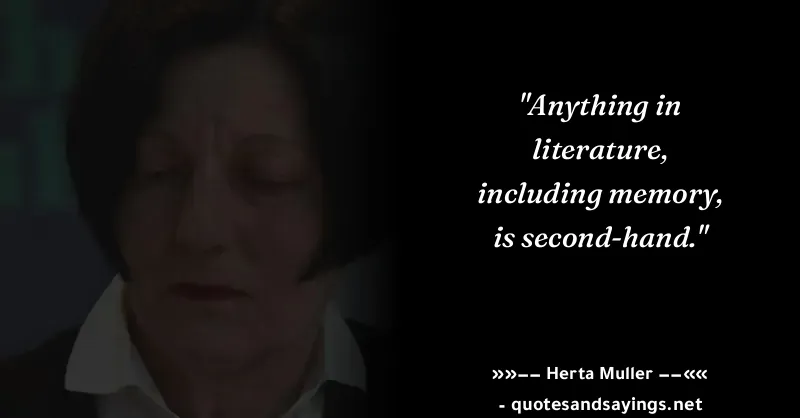 "Anything in
literature,
including memory,
is second-hand."
»»–– Herta Muller ––««
- quotesandsayings.net